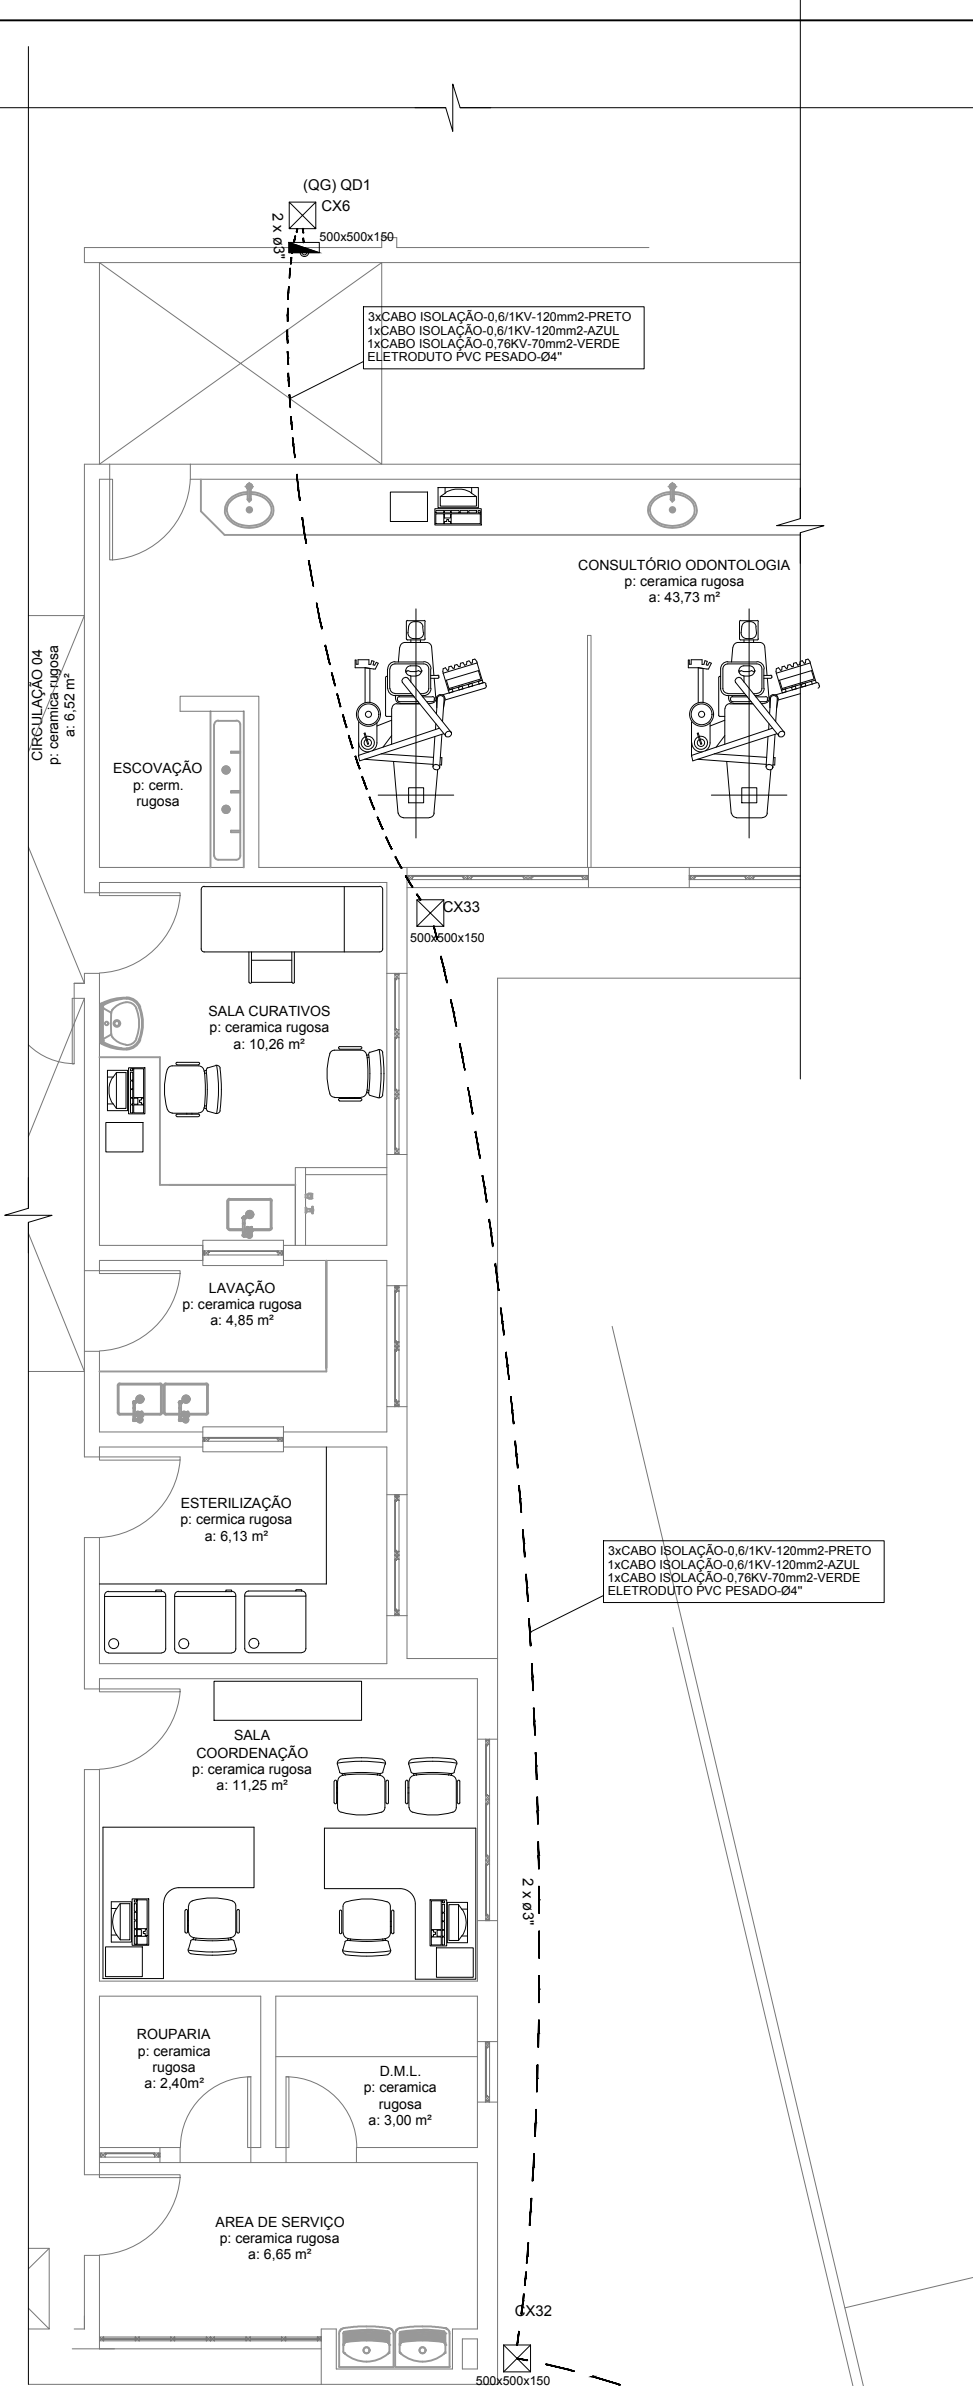 (QG) QD1
CX6
2 x ø3"
500x500x150
3xCABO ISOLAÇÃO-0,6/1KV-120mm2-PRETO
1xCABO ISOLAÇÃO-0,6/1KV-120mm2-AZUL
1xCABO ISOLAÇÃO-0,76KV-70mm2-VERDE
ELETRODUTO PVC PESADO-Ø4"
CONSULTÓRIO ODONTOLOGIA
p: ceramica rugosa
a: 43,73 m²
CIRCULAÇÃO 04
p: ceramica rugosa
a: 6,52 m²
ESCOVAÇÃO
p: cerm.
rugosa
CX33
500x500x150
SALA CURATIVOS
p: ceramica rugosa
a: 10,26 m²
LAVAÇÃO
p: ceramica rugosa
a: 4,85 m²
ESTERILIZAÇÃO
p: cermica rugosa
a: 6,13 m²
3xCABO ISOLAÇÃO-0,6/1KV-120mm2-PRETO
1xCABO ISOLAÇÃO-0,6/1KV-120mm2-AZUL
1xCABO ISOLAÇÃO-0,76KV-70mm2-VERDE
ELETRODUTO PVC PESADO-Ø4"
SALA
COORDENAÇÃO
p: ceramica rugosa
a: 11,25 m²
2 x ø3"
ROUPARIA
p: ceramica
rugosa
a: 2,40m²
D.M.L.
p: ceramica
rugosa
a: 3,00 m²
AREA DE SERVIÇO
p: ceramica rugosa
a: 6,65 m²
CX32
500x500x150